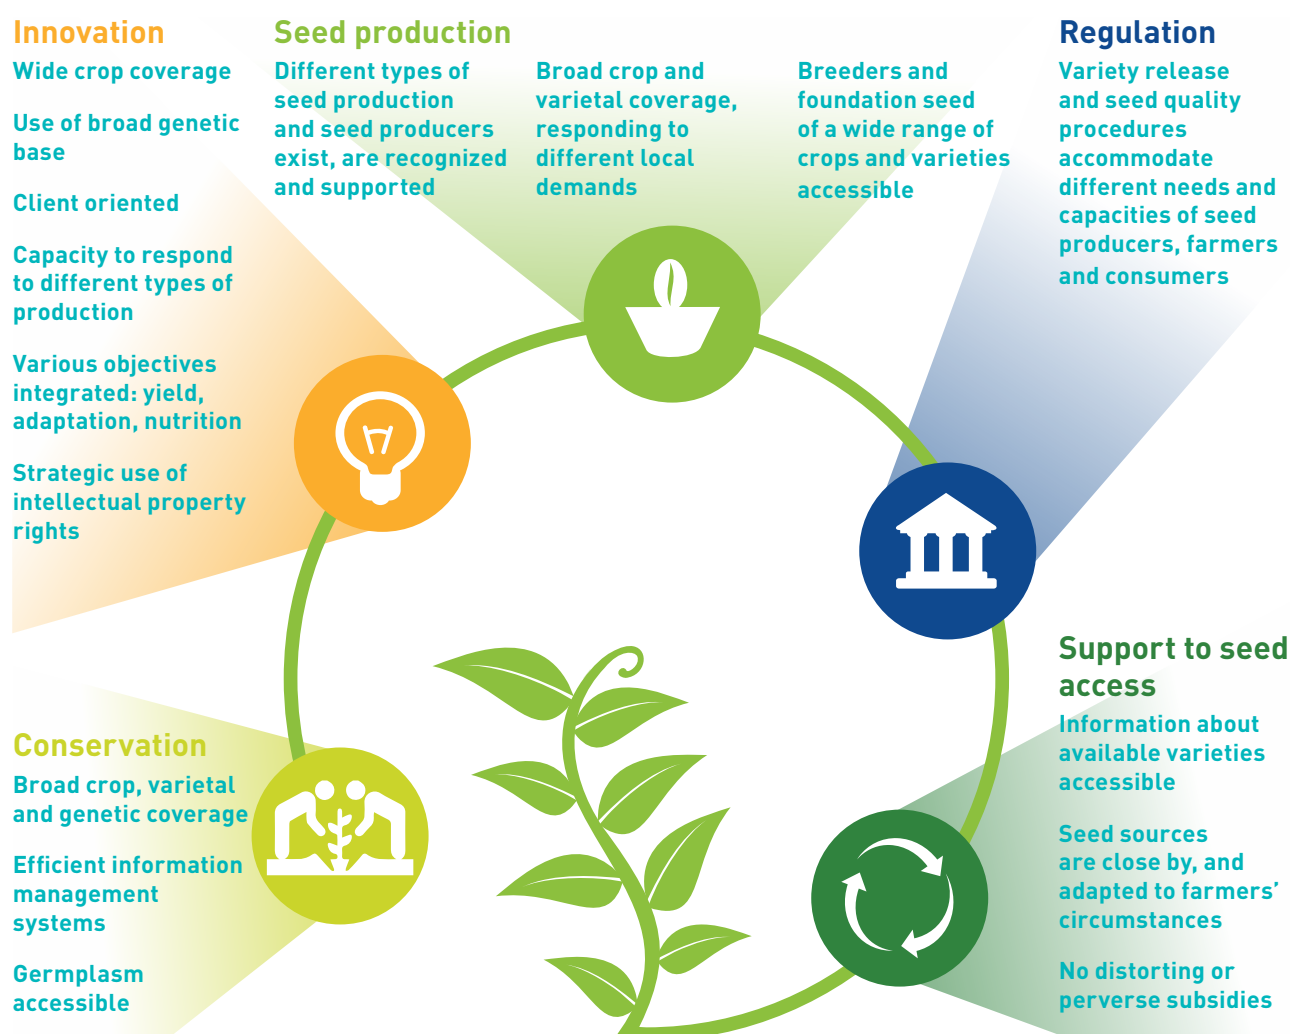 Innovation
Wide crop coverage
Use of broad genetic
base
Client oriented
Capacity to respond
to different types of
production
Various objectives
integrated: yield,
adaptation, nutrition
Strategic use of
intellectual property
rights
Seed production
Different types of
seed production
and seed producers
exist, are recognized
and supported
Broad crop and
varietal coverage,
responding to
different local
demands
Breeders and
foundation seed
of a wide range of
crops and varieties
accessible
Regulation
Variety release
and seed quality
procedures
accommodate
different needs and
capacities of seed
producers, farmers
and consumers
Conservation
Broad crop, varietal
and genetic coverage
Efficient information
management
systems
Germplasm
accessible
Support to seed
access
Information about
available varieties
accessible
Seed sources
are close by, and
adapted to farmers’
circumstances
No distorting or
perverse subsidies